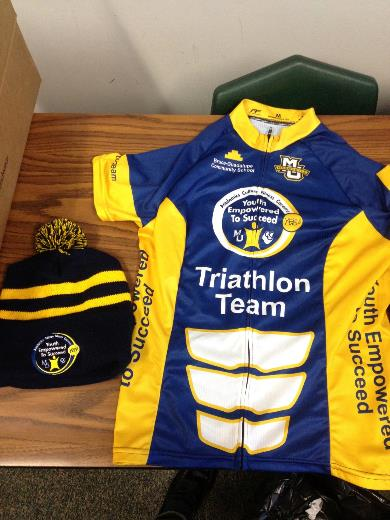 Bruce-Guadalupe
Community School
MU
Youth
Empowered
To Succeed
Triathlon
Team
team
to Succeed
Youth Empowered
to Succeed
Youth
Empowered
To Succeed